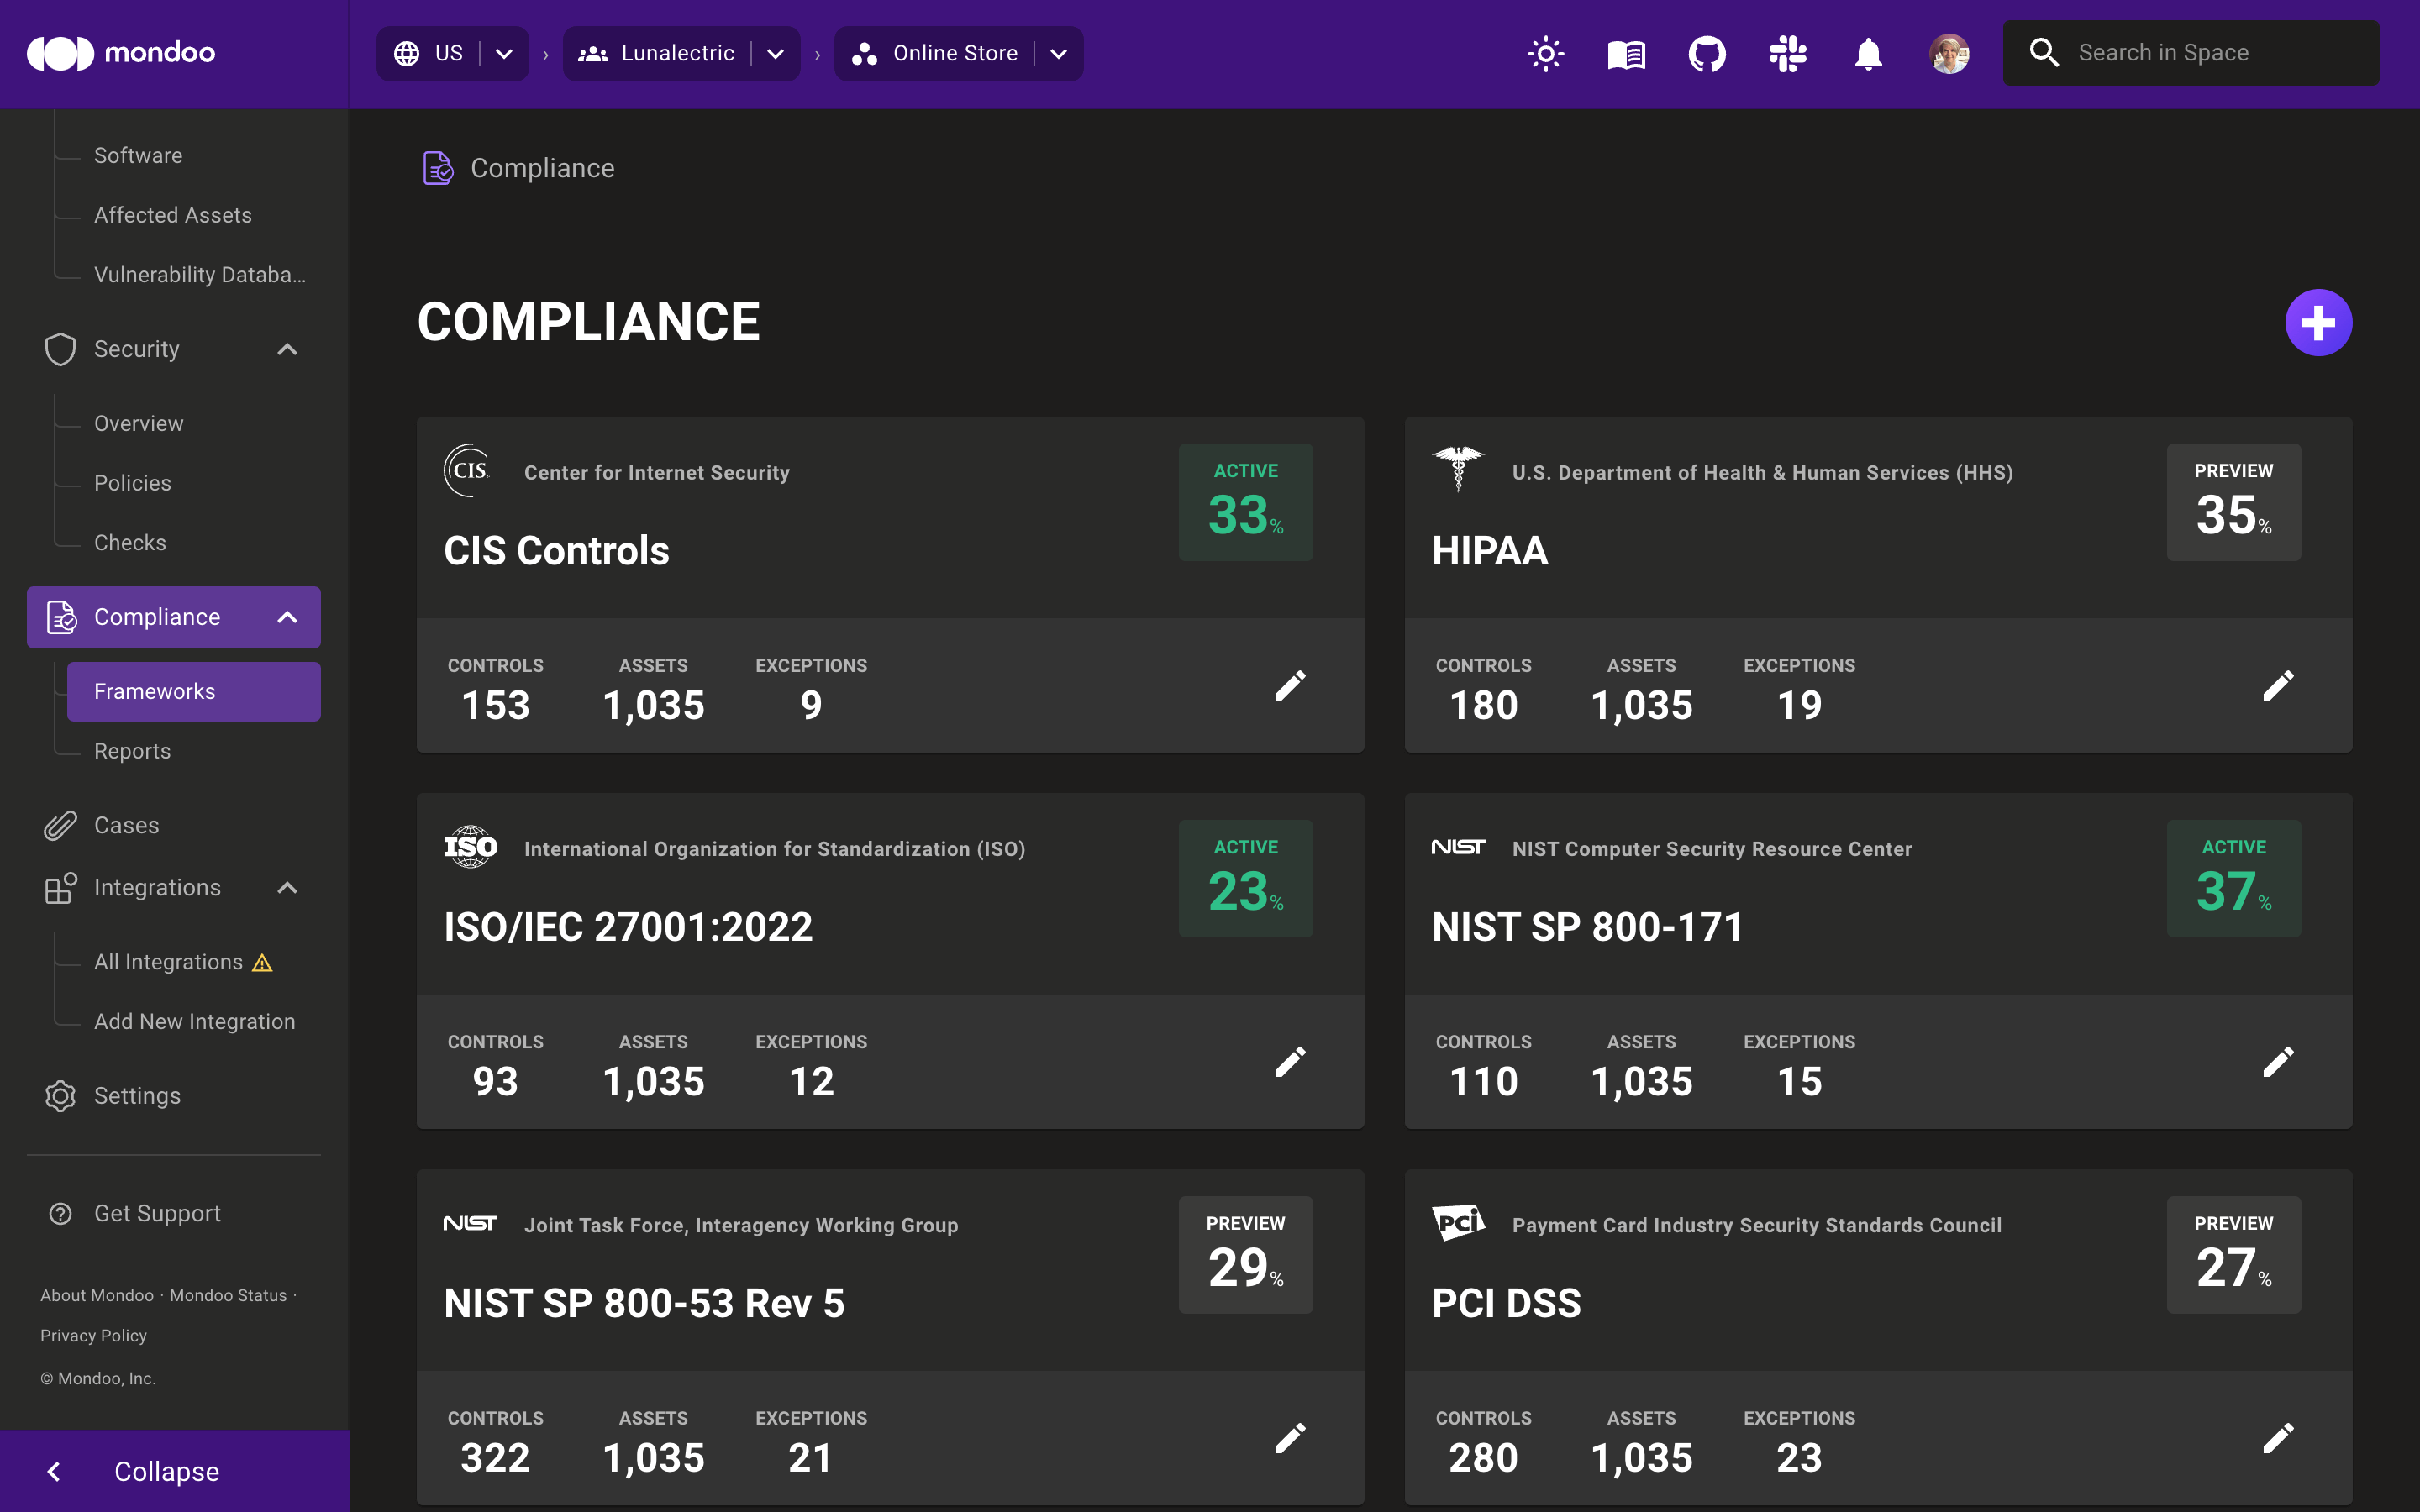 mondoo
US
Lunalectric
Online Store
Search in Space
Software
Affected Assets
Vulnerability Databa...
Security
Overview
Policies
Checks
Compliance
Frameworks
Reports
Cases
Integrations
All Integrations
Add New Integration
Settings
Get Support
About Mondoo · Mondoo Status ·
Privacy Policy
© Mondoo, Inc.
Collapse
Compliance
COMPLIANCE
CIS.
Center for Internet Security
ACTIVE
33%
CIS Controls
CONTROLS ASSETS EXCEPTIONS
153 1,035 9
U.S. Department of Health & Human Services (HHS)
PREVIEW
35%
HIPAA
CONTROLS ASSETS EXCEPTIONS
180 1,035 19
ISO
International Organization for Standardization (ISO)
ACTIVE
23%
ISO/IEC 27001:2022
CONTROLS ASSETS EXCEPTIONS
93 1,035 12
NIST
NIST Computer Security Resource Center
ACTIVE
37%
NIST SP 800-171
CONTROLS ASSETS EXCEPTIONS
110 1,035 15
NIST
Joint Task Force, Interagency Working Group
PREVIEW
29%
NIST SP 800-53 Rev 5
CONTROLS ASSETS EXCEPTIONS
322 1,035 21
PCi
Payment Card Industry Security Standards Council
PREVIEW
27%
PCI DSS
CONTROLS ASSETS EXCEPTIONS
280 1,035 23